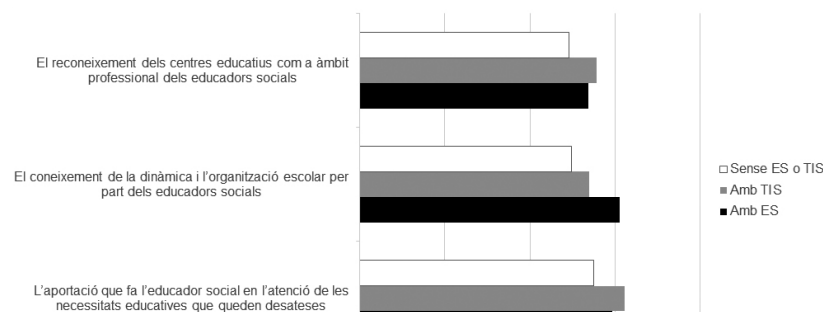 El reconeixement dels centres educatius com a àmbit
professional dels educadors socials
El coneixement de la dinàmica i l'organització escolar per
part dels educadors socials
L'aportació que fa l'educador social en l'atenció de les
necessitats educatives que queden desateses
Sense ES o TIS
Amb TIS
Amb ES